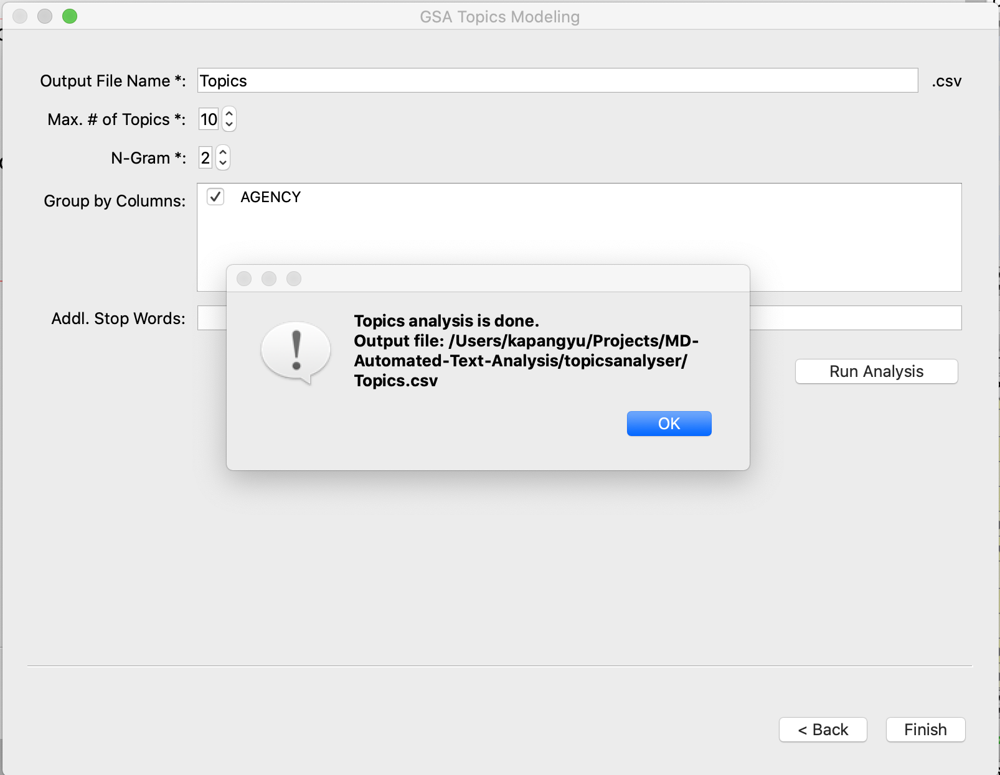 GSA Topics Modeling
Output File Name *: Topics .csv
Max. # of Topics *: 10
N-Gram *: 2
Group by Columns: AGENCY
Addl. Stop Words:
Topics analysis is done.
Output file: /Users/kapangyu/Projects/MD-
Automated-Text-Analysis/topicsanalyser/
Topics.csv
OK
Run Analysis
< Back Finish